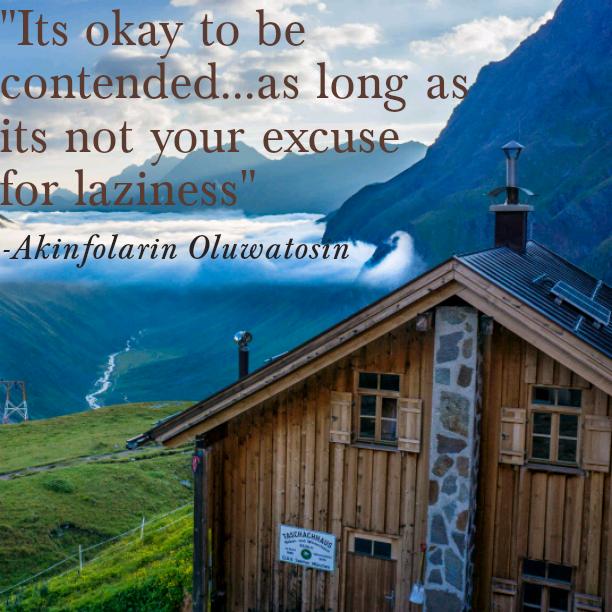 "Its okay to be
contended...as long as
its not your excuse
for laziness"
-Akinfolarin Oluwatosin
TASCHACHHAUS